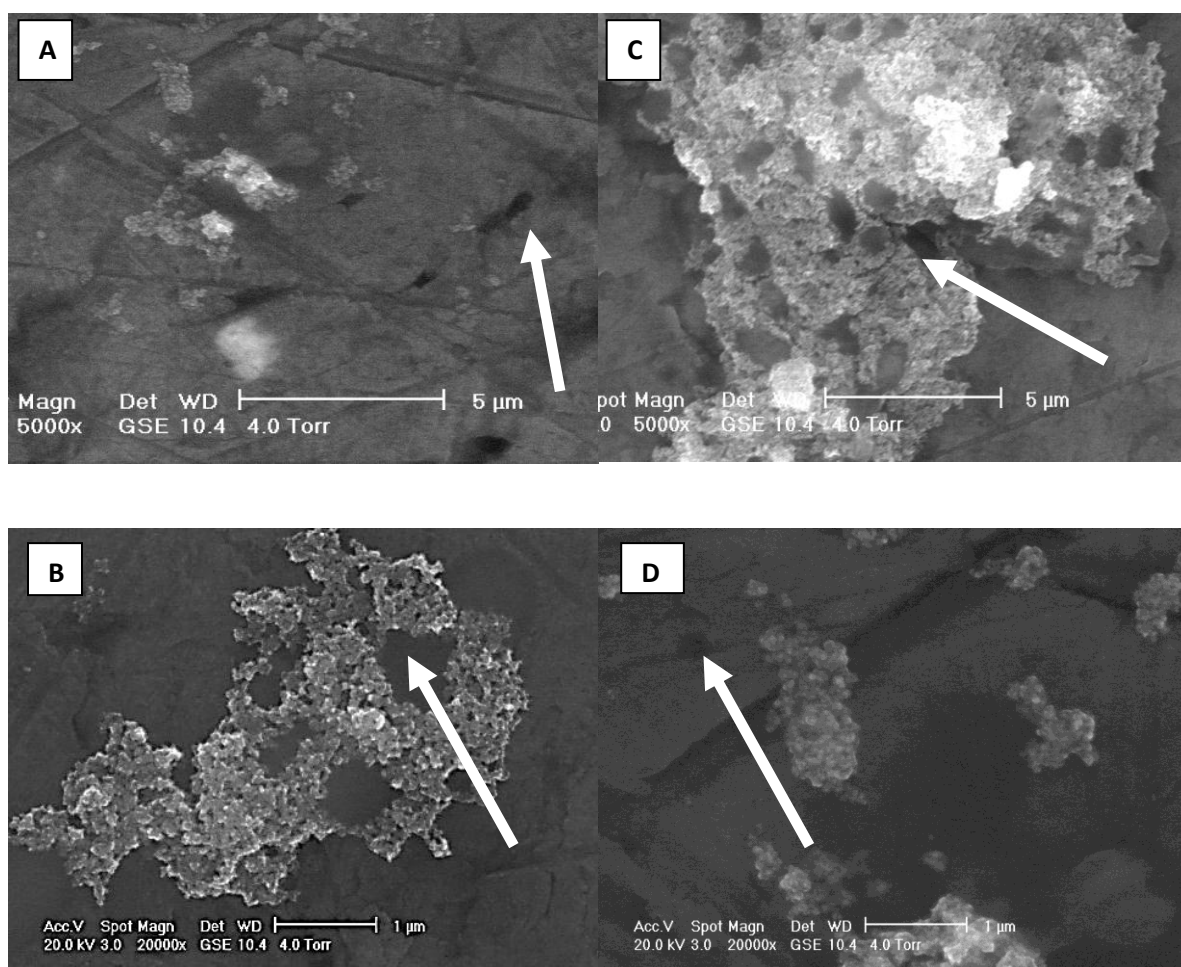 A
Magn Det WD 5 µm
5000x GSE 10.4 4.0 Torr
C
pot Magn Det WD 5 µm
0 5000x GSE 10.4 4.0 Torr
B
Acc.V Spot Magn Det WD 1 µm
20.0 kV 3.0 20000x GSE 10.4 4.0 Torr
D
Acc.V Spot Magn Det WD 1 µm
20.0 kV 3.0 20000x GSE 10.4 4.0 Torr